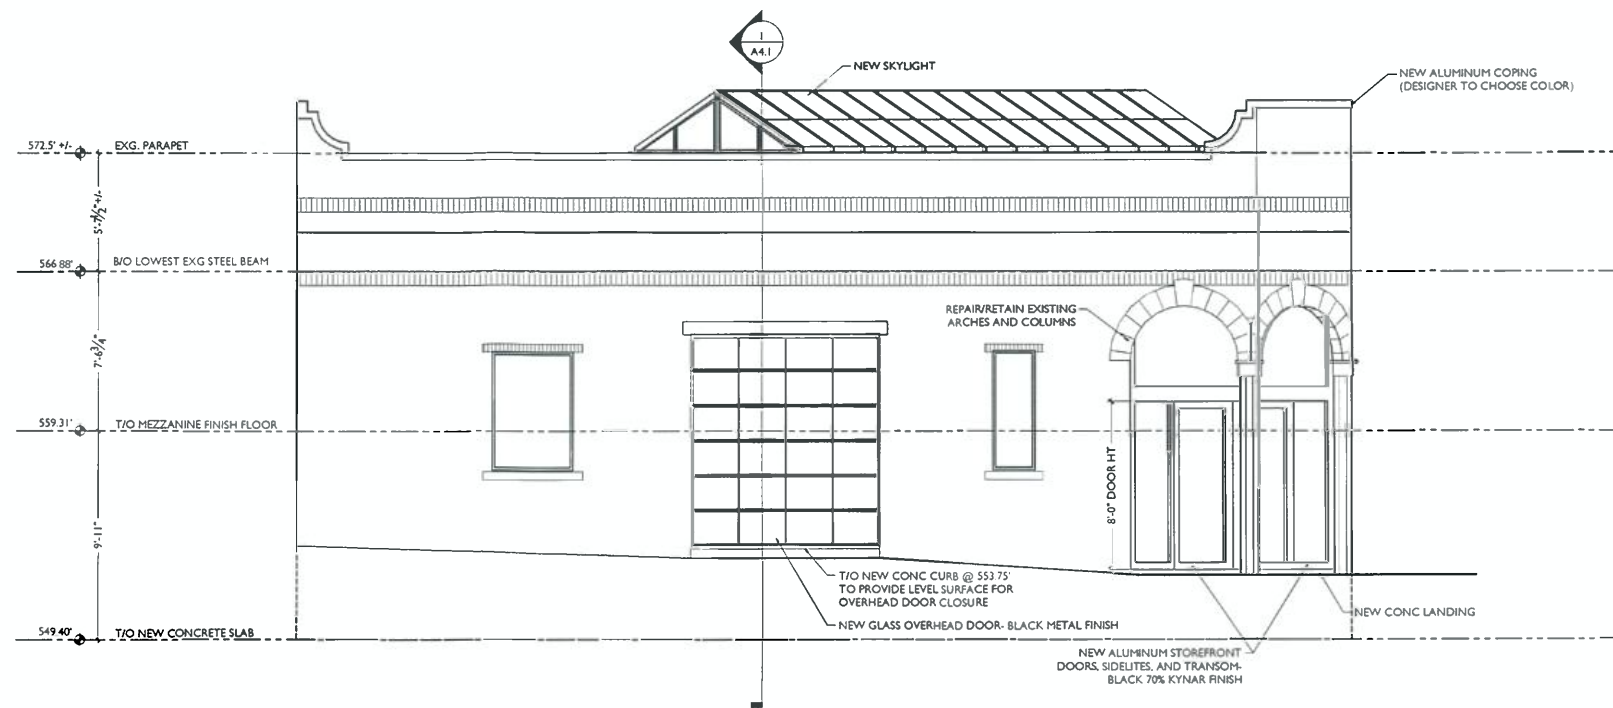 1
A4.1
NEW SKYLIGHT
NEW ALUMINUM COPING
(DESIGNER TO CHOOSE COLOR)
572.5' +/-
EXG. PARAPET
5'-7½"+/-
566.88'
B/O LOWEST EXG STEEL BEAM
REPAIR/RETAIN EXISTING
ARCHES AND COLUMNS
7'-6¾"
559.31'
T/O MEZZANINE FINISH FLOOR
8'-0" DOOR HT
9'-11"
T/O NEW CONC CURB @ 553.75'
TO PROVIDE LEVEL SURFACE FOR
OVERHEAD DOOR CLOSURE
NEW GLASS OVERHEAD DOOR- BLACK METAL FINISH
NEW CONC LANDING
549.40'
T/O NEW CONCRETE SLAB
NEW ALUMINUM STOREFRONT
DOORS, SIDELITES, AND TRANSOM-
BLACK 70% KYNAR FINISH